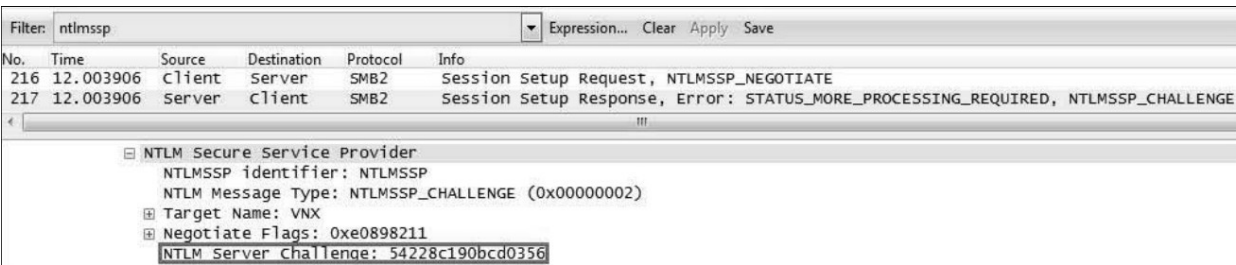 Filter: ntlmssp Expression... Clear Apply Save
No. Time Source Destination Protocol Info
216 12.003906 Client Server SMB2 Session Setup Request, NTLMSSP_NEGOTIATE
217 12.003906 Server Client SMB2 Session Setup Response, Error: STATUS_MORE_PROCESSING_REQUIRED, NTLMSSP_CHALLENGE
NTLM Secure Service Provider
NTLMSSP identifier: NTLMSSP
NTLM Message Type: NTLMSSP_CHALLENGE (0x00000002)
Target Name: VNX
Negotiate Flags: 0xe0898211
NTLM Server Challenge: 54228c190bcd0356